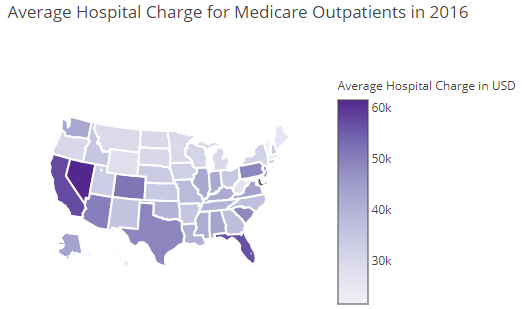 Average Hospital Charge for Medicare Outpatients in 2016
Average Hospital Charge in USD
60k
50k
40k
30k